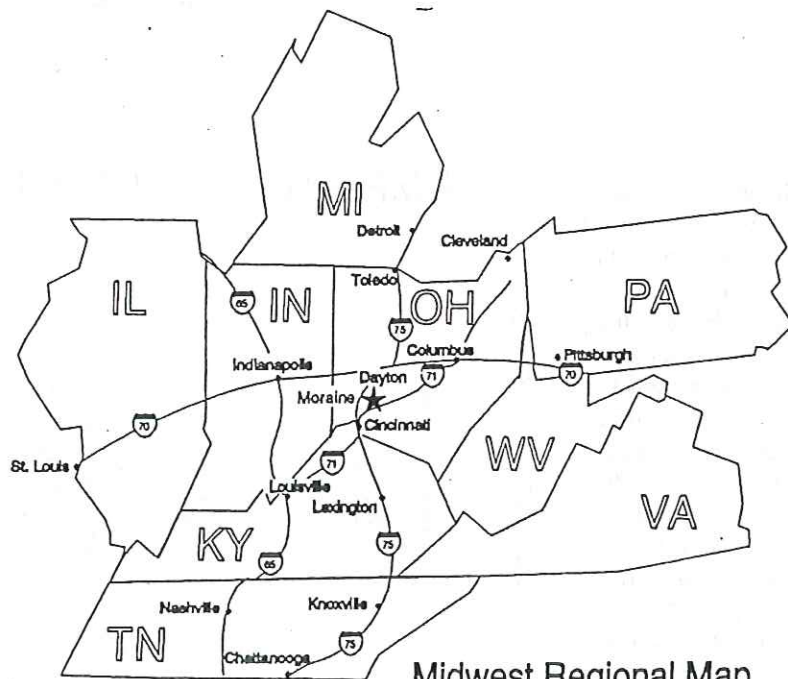 MI
Detroit
Cleveland
IL
65
IN
Toledo
75
OH
PA
Columbus
Pittsburgh
Indianapolis
Dayton
71
70
Moraine
70
Cincinnati
St. Louis
71
WV
Louisville
Lexington
VA
KY
65
75
Nashville
Knoxville
TN
Chattanooga
75
Midwest Regional Map